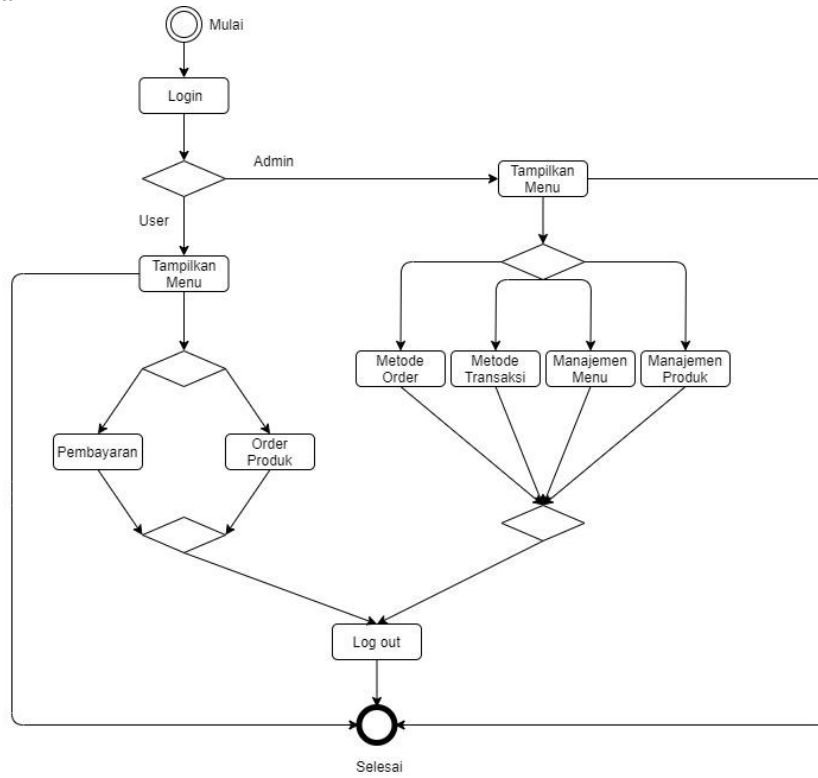 Mulai
Login
Admin
Tampilkan
Menu
User
Tampilkan
Menu
Metode
Order
Metode
Transaksi
Manajemen
Menu
Manajemen
Produk
Pembayaran
Order
Produk
Log out
Selesai